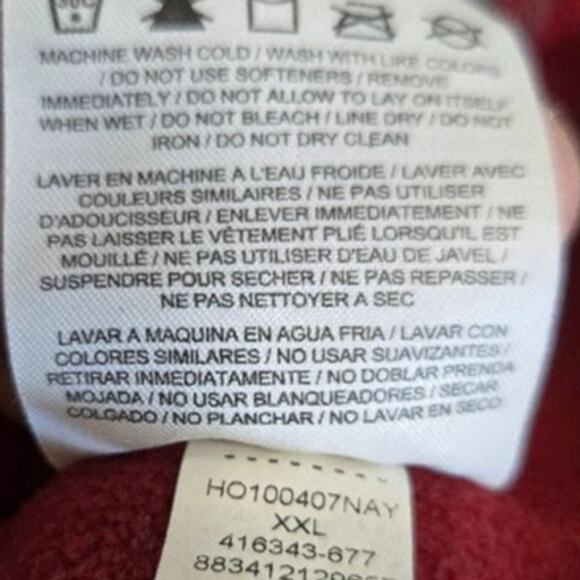 30C
MACHINE WASH COLD / WASH WITH LIKE COLORS
/ DO NOT USE SOFTENERS / REMOVE
IMMEDIATELY / DO NOT ALLOW TO LAY ON ITSELF
WHEN WET / DO NOT BLEACH / LINE DRY / DO NOT
IRON / DO NOT DRY CLEAN
LAVER EN MACHINE À L'EAU FROIDE / LAVER AVEC
COULEURS SIMILAIRES / NE PAS UTILISER
D'ADOUCISSEUR / ENLEVER IMMEDIATEMENT / NE
PAS LAISSER LE VÊTEMENT PLIÉ LORSQU'IL EST
MOUILLÉ / NE PAS UTILISER D'EAU DE JAVEL /
SUSPENDRE POUR SECHER / NE PAS REPASSER /
NE PAS NETTOYER A SEC
LAVAR A MAQUINA EN AGUA FRIA / LAVAR CON
COLORES SIMILARES / NO USAR SUAVIZANTES /
RETIRAR INMEDIATAMENTE / NO DOBLAR PRENDA
MOJADA / NO USAR BLANQUEADORES / SECAR
COLGADO / NO PLANCHAR / NO LAVAR EN SECO
HO100407NAY
XXL
416343-677